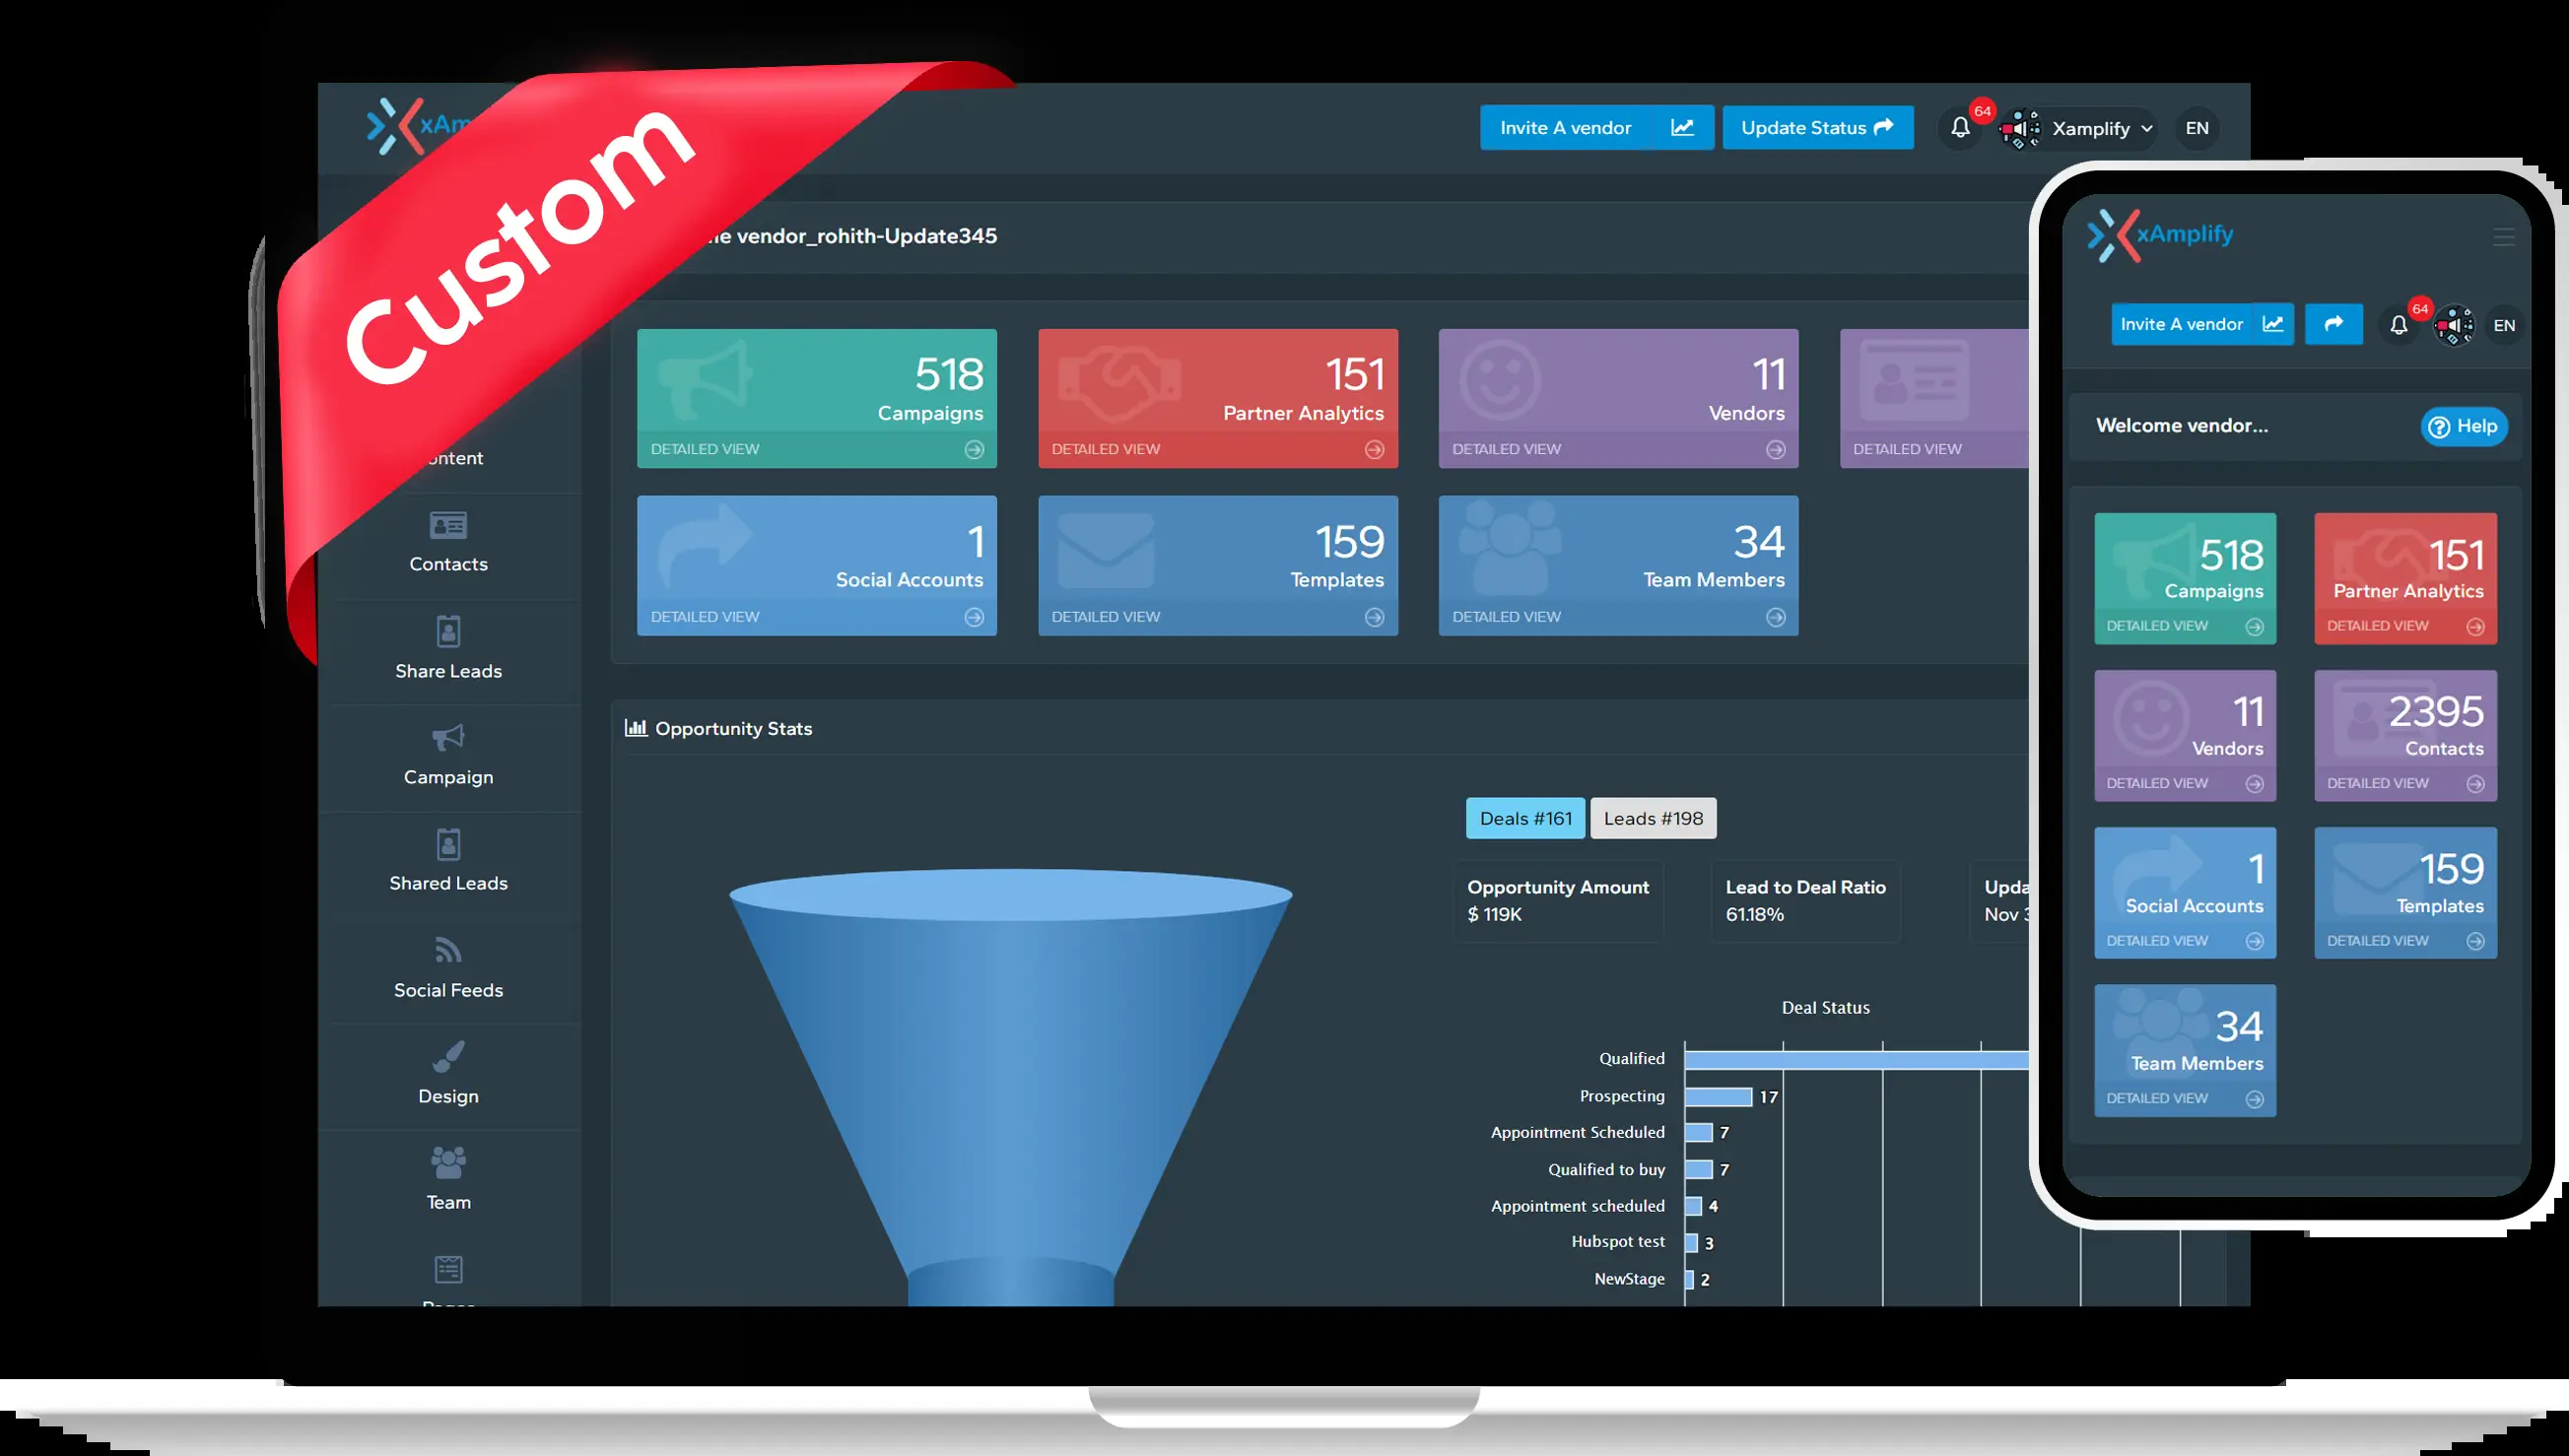 Custom
xAm
Invite A vendor
Update Status
64
Xamplify
EN
vendor_rohith-Update345
518
Campaigns
DETAILED VIEW
151
Partner Analytics
DETAILED VIEW
11
Vendors
DETAILED VIEW
DETAILED VIEW
1
Social Accounts
DETAILED VIEW
159
Templates
DETAILED VIEW
34
Team Members
DETAILED VIEW
Contacts
Share Leads
Campaign
Shared Leads
Social Feeds
Design
Team
Opportunity Stats
Deals #161
Leads #198
Opportunity Amount
$ 119K
Lead to Deal Ratio
61.18%
Upda
Nov 3
Deal Status
Qualified
Prospecting 17
Appointment Scheduled 7
Qualified to buy 7
Appointment scheduled 4
Hubspot test 3
NewStage 2
xAmplify
Invite A vendor
64
EN
Welcome vendor...
Help
518
Campaigns
DETAILED VIEW
151
Partner Analytics
DETAILED VIEW
11
Vendors
DETAILED VIEW
2395
Contacts
DETAILED VIEW
1
Social Accounts
DETAILED VIEW
159
Templates
DETAILED VIEW
34
Team Members
DETAILED VIEW